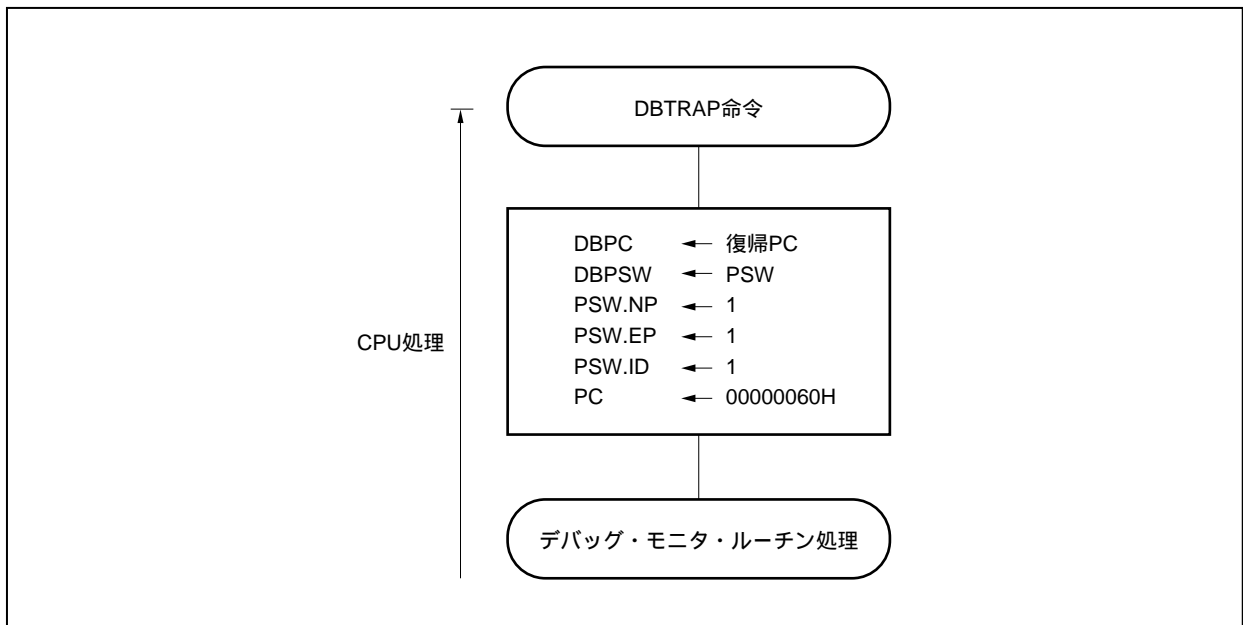 DBTRAP命令
DBPC ← 復帰PC
DBPSW ← PSW
PSW.NP ← 1
PSW.EP ← 1
CPU処理
PSW.ID ← 1
PC ← 00000060H
デバッグ・モニタ・ルーチン処理